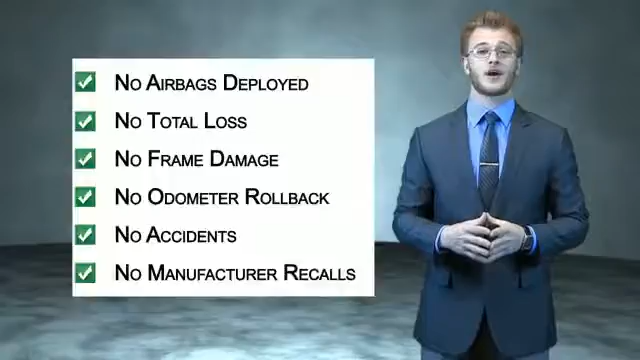 No Airbags Deployed
No Total Loss
No Frame Damage
No Odometer Rollback
No Accidents
No Manufacturer Recalls